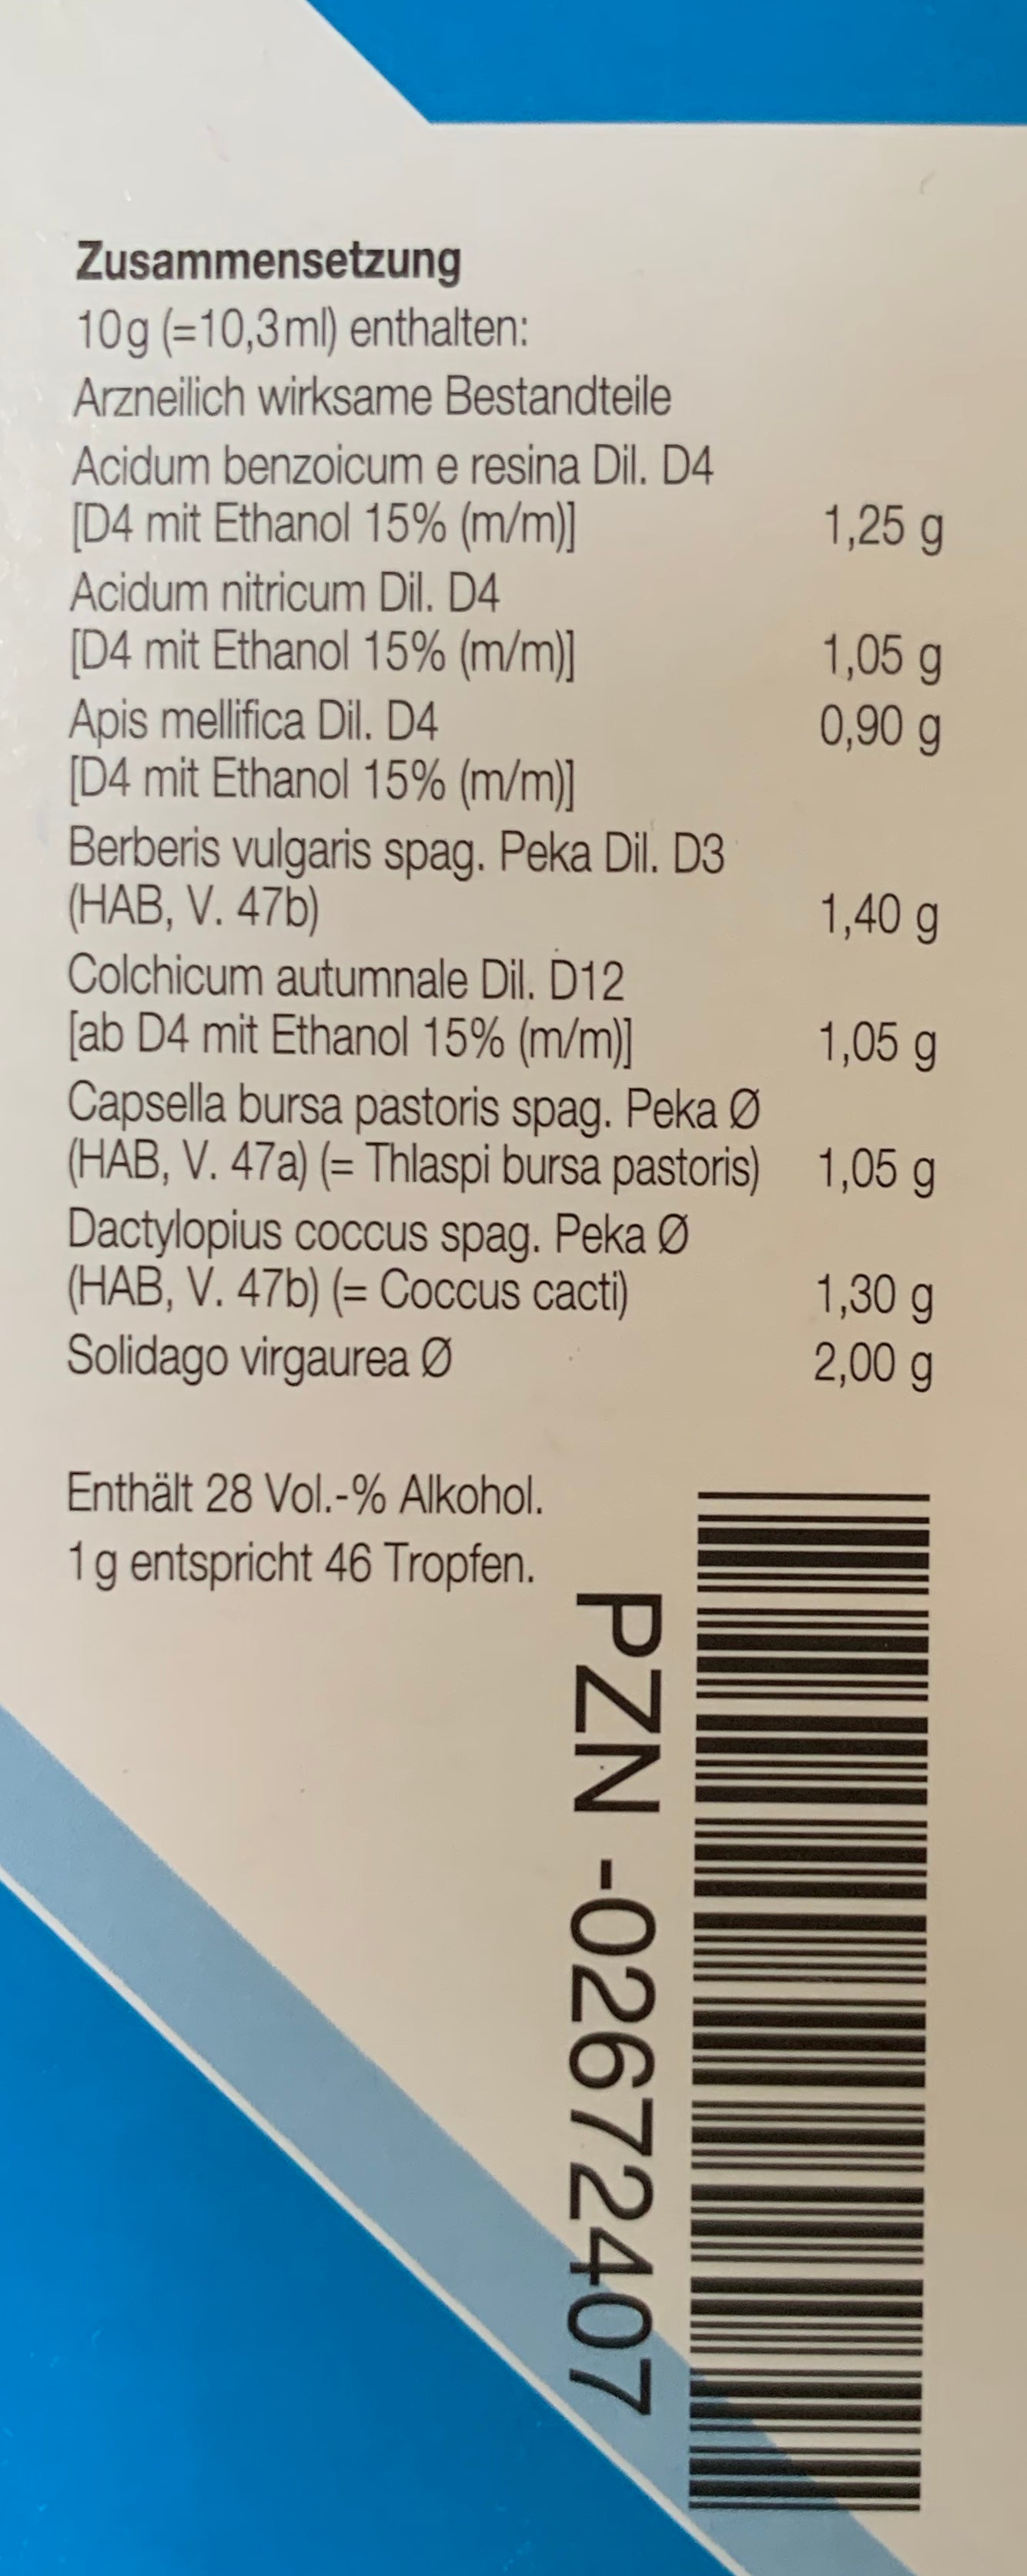 Zusammensetzung
10g (=10,3ml) enthalten:
Arzneilich wirksame Bestandteile
Acidum benzoicum e resina Dil. D4
[D4 mit Ethanol 15% (m/m)] 1,25 g
Acidum nitricum Dil. D4
[D4 mit Ethanol 15% (m/m)] 1,05 g
Apis mellifica Dil. D4 0,90 g
[D4 mit Ethanol 15% (m/m)]
Berberis vulgaris spag. Peka Dil. D3
(HAB, V. 47b) 1,40 g
Colchicum autumnale Dil. D12
[ab D4 mit Ethanol 15% (m/m)] 1,05 g
Capsella bursa pastoris spag. Peka Ø
(HAB, V. 47a) (= Thlaspi bursa pastoris) 1,05 g
Dactylopius coccus spag. Peka Ø
(HAB, V. 47b) (= Coccus cacti) 1,30 g
Solidago virgaurea Ø 2,00 g
Enthält 28 Vol.-% Alkohol.
1g entspricht 46 Tropfen.
PZN -02672407